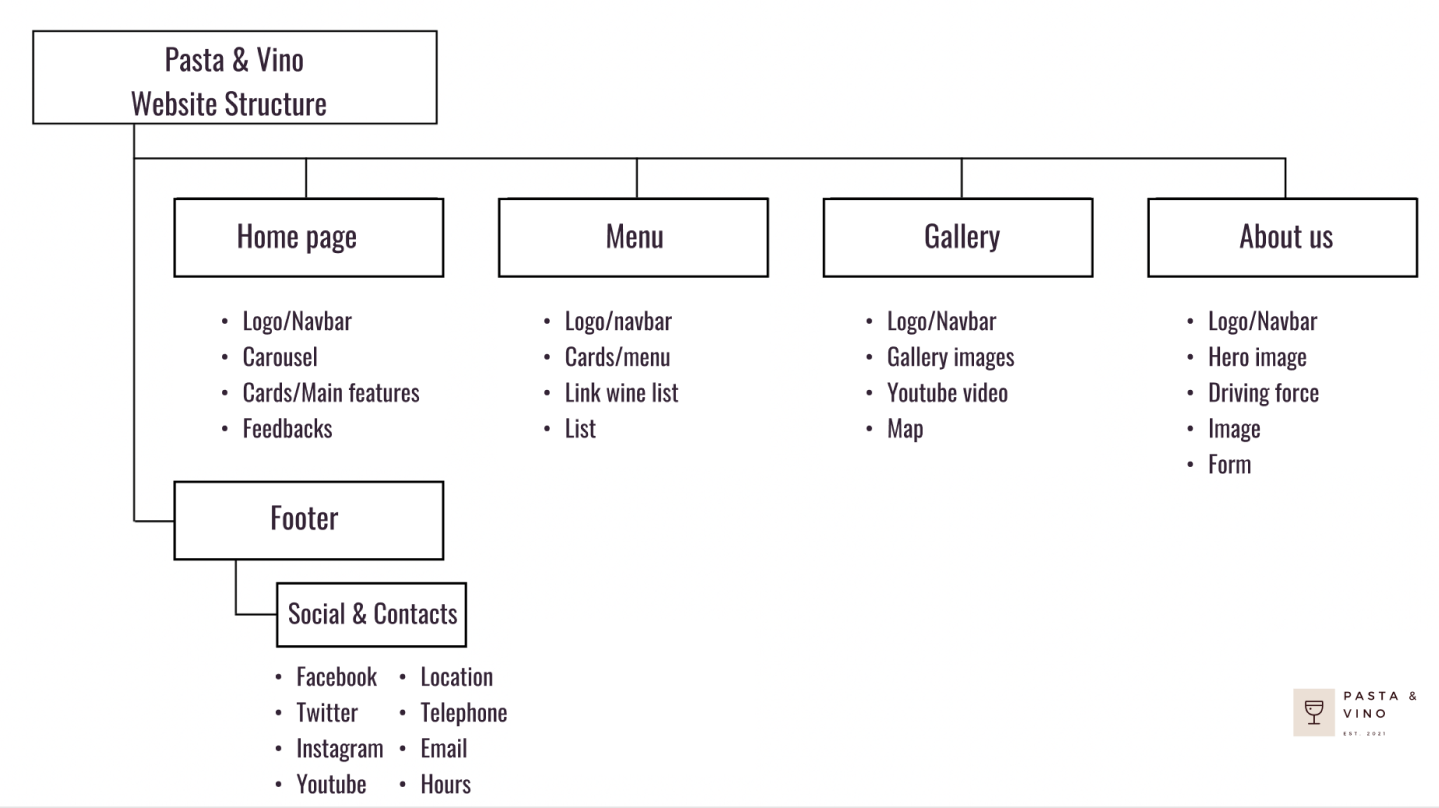 Pasta & Vino
Website Structure
Home page
Menu
Gallery
About us
• Logo/Navbar
• Carousel
• Cards/Main features
• Feedbacks
• Logo/navbar
• Cards/menu
• Link wine list
• List
• Logo/Navbar
• Gallery images
• Youtube video
• Map
• Logo/Navbar
• Hero image
• Driving force
• Image
• Form
Footer
Social & Contacts
• Facebook
• Twitter
• Instagram
• Youtube
• Location
• Telephone
• Email
• Hours
PASTA &
VINO
EST. 2021